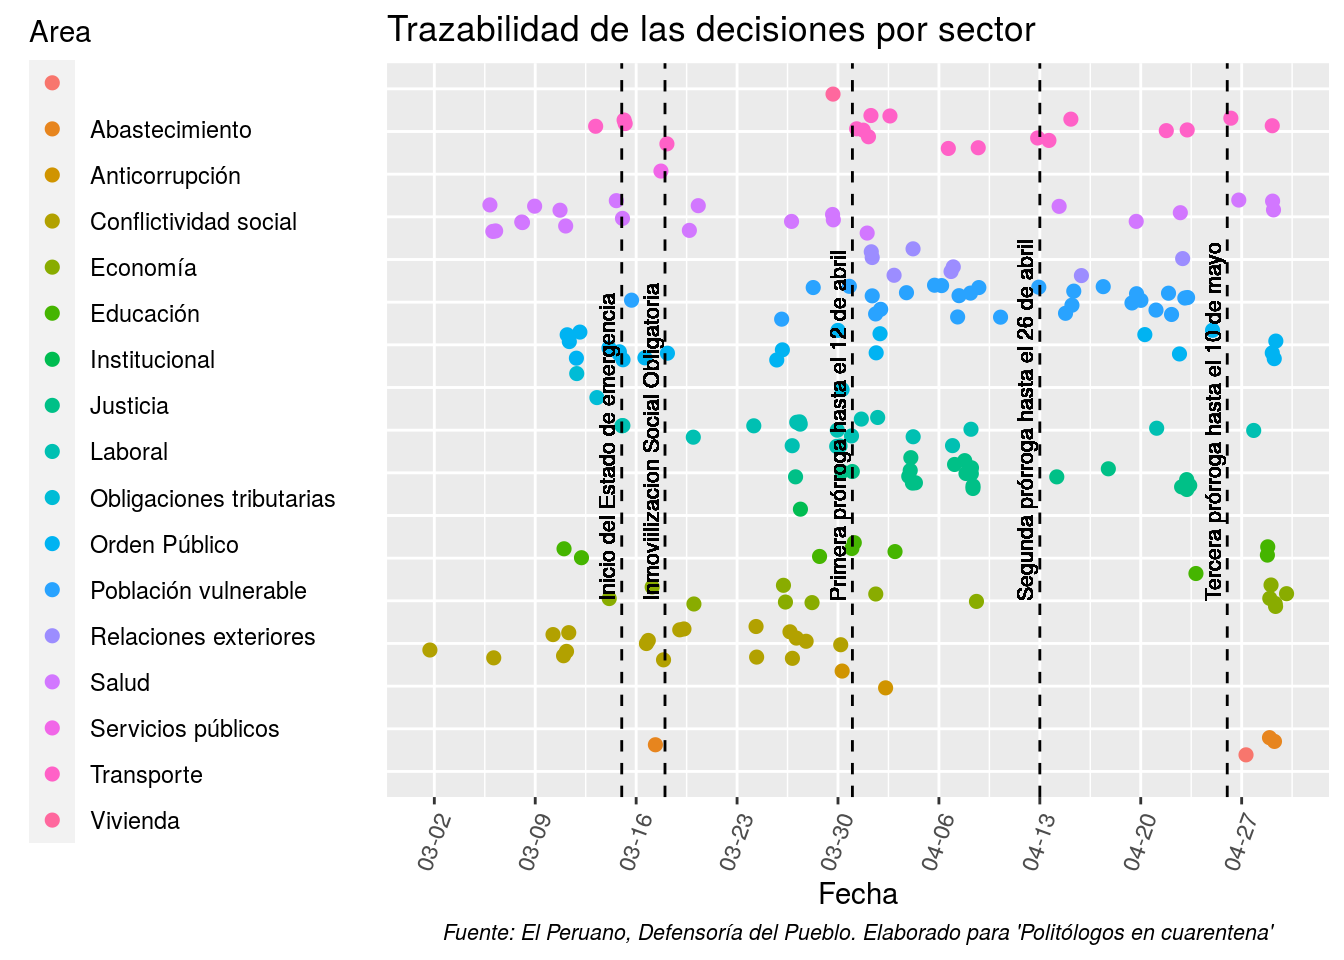 Trazabilidad de las decisiones por sector
Area
Abastecimiento
Anticorrupción
Conflictividad social
Economía
Educación
Institucional
Justicia
Laboral
Obligaciones tributarias
Orden Público
Población vulnerable
Relaciones exteriores
Salud
Servicios públicos
Transporte
Vivienda
Inicio del Estado de emergencia
Inmoviilizacion Social Obligatoria
Primera prórroga hasta el 12 de abril
Segunda prórroga hasta el 26 de abril
Tercera prórroga hasta el 10 de mayo
03-02
03-09
03-16
03-23
03-30
04-06
04-13
04-20
04-27
Fecha
Fuente: El Peruano, Defensoría del Pueblo. Elaborado para 'Politólogos en cuarentena'